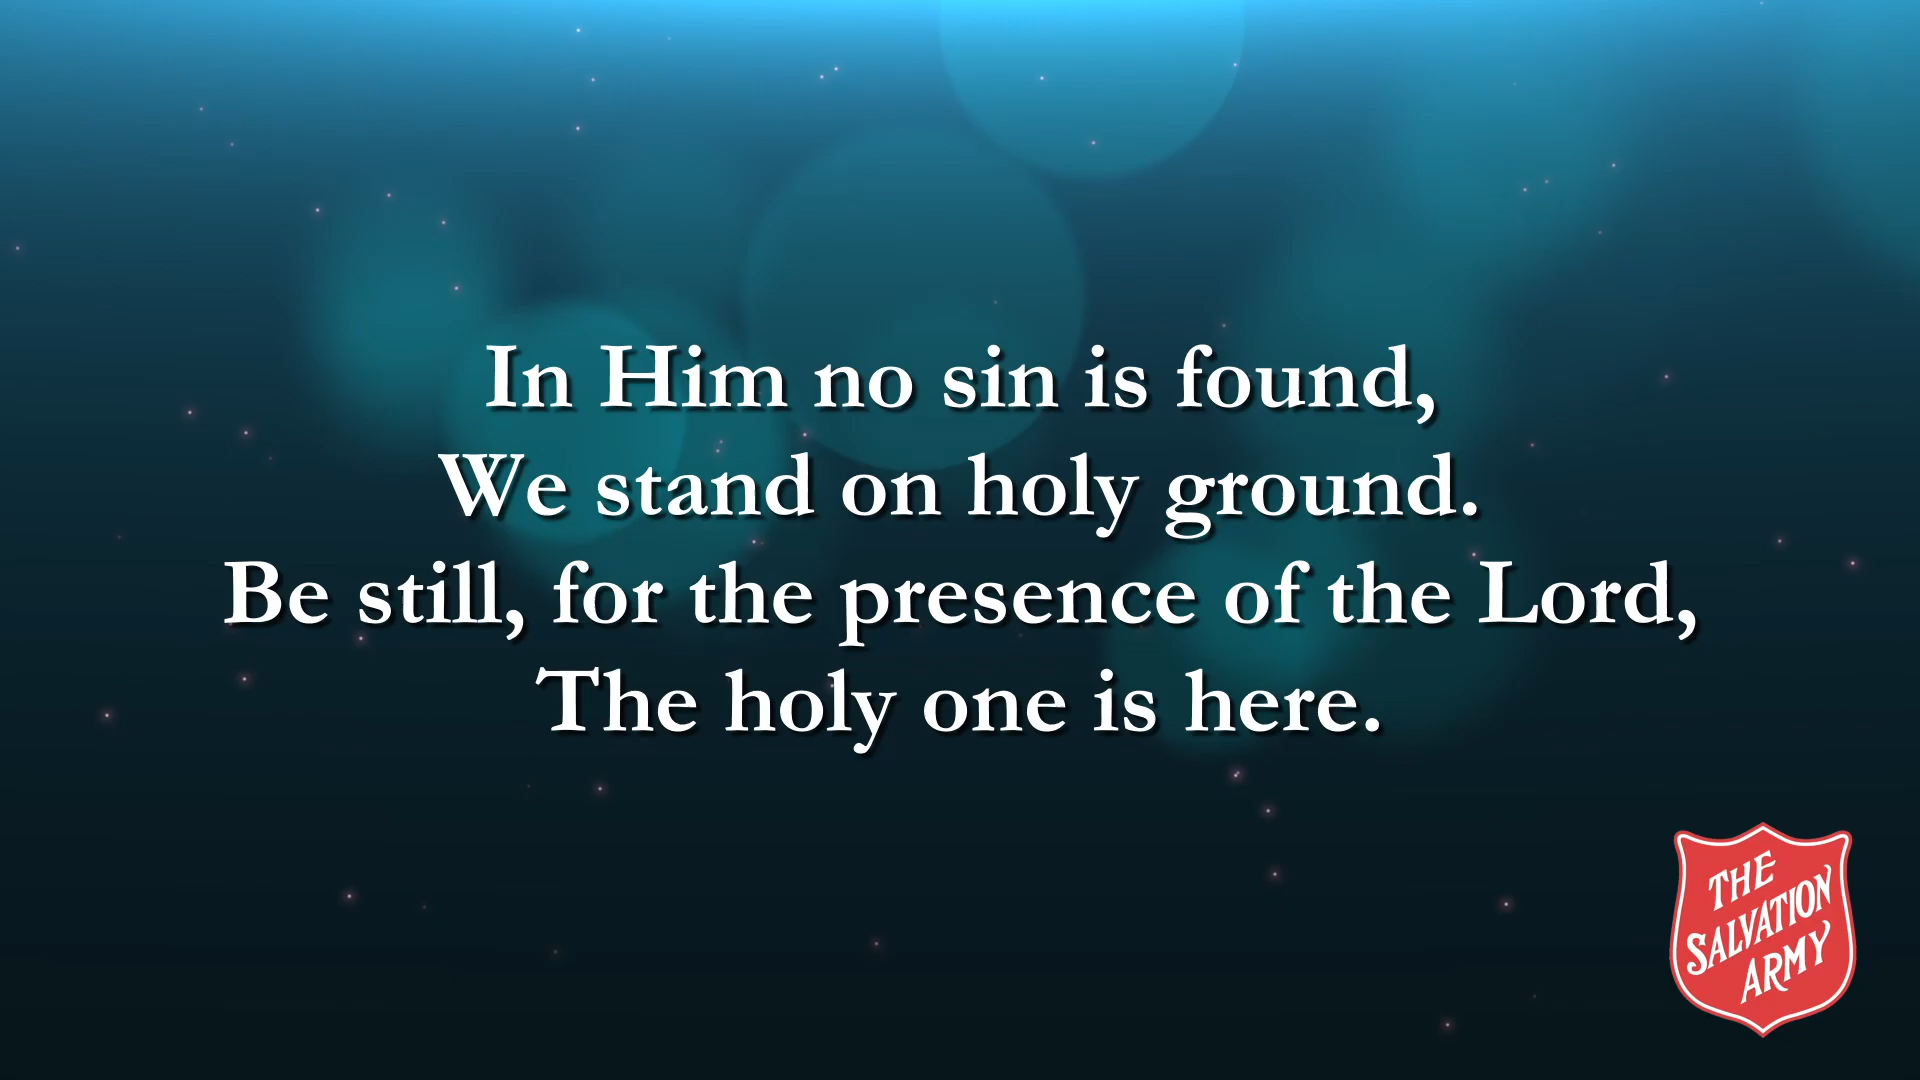 In Him no sin is found,
We stand on holy ground.
Be still, for the presence of the Lord,
The holy one is here.
THE
SALVATION
ARMY